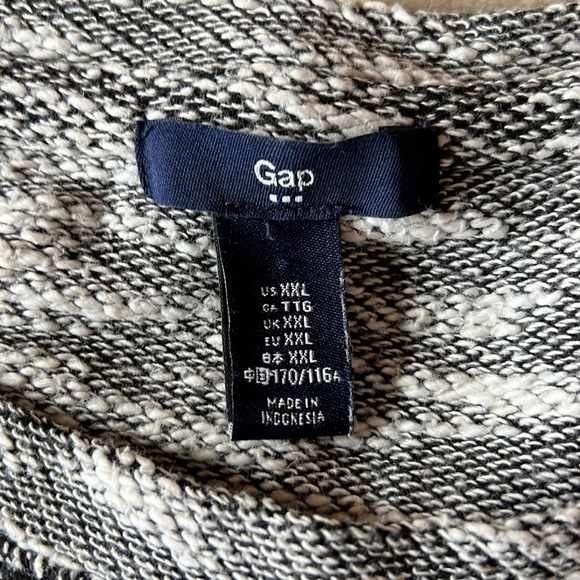 Gap
US XXL
CA TTG
UK XXL
EU XXL
日本 XXL
中国 170/116A
MADE IN
INDONESIA